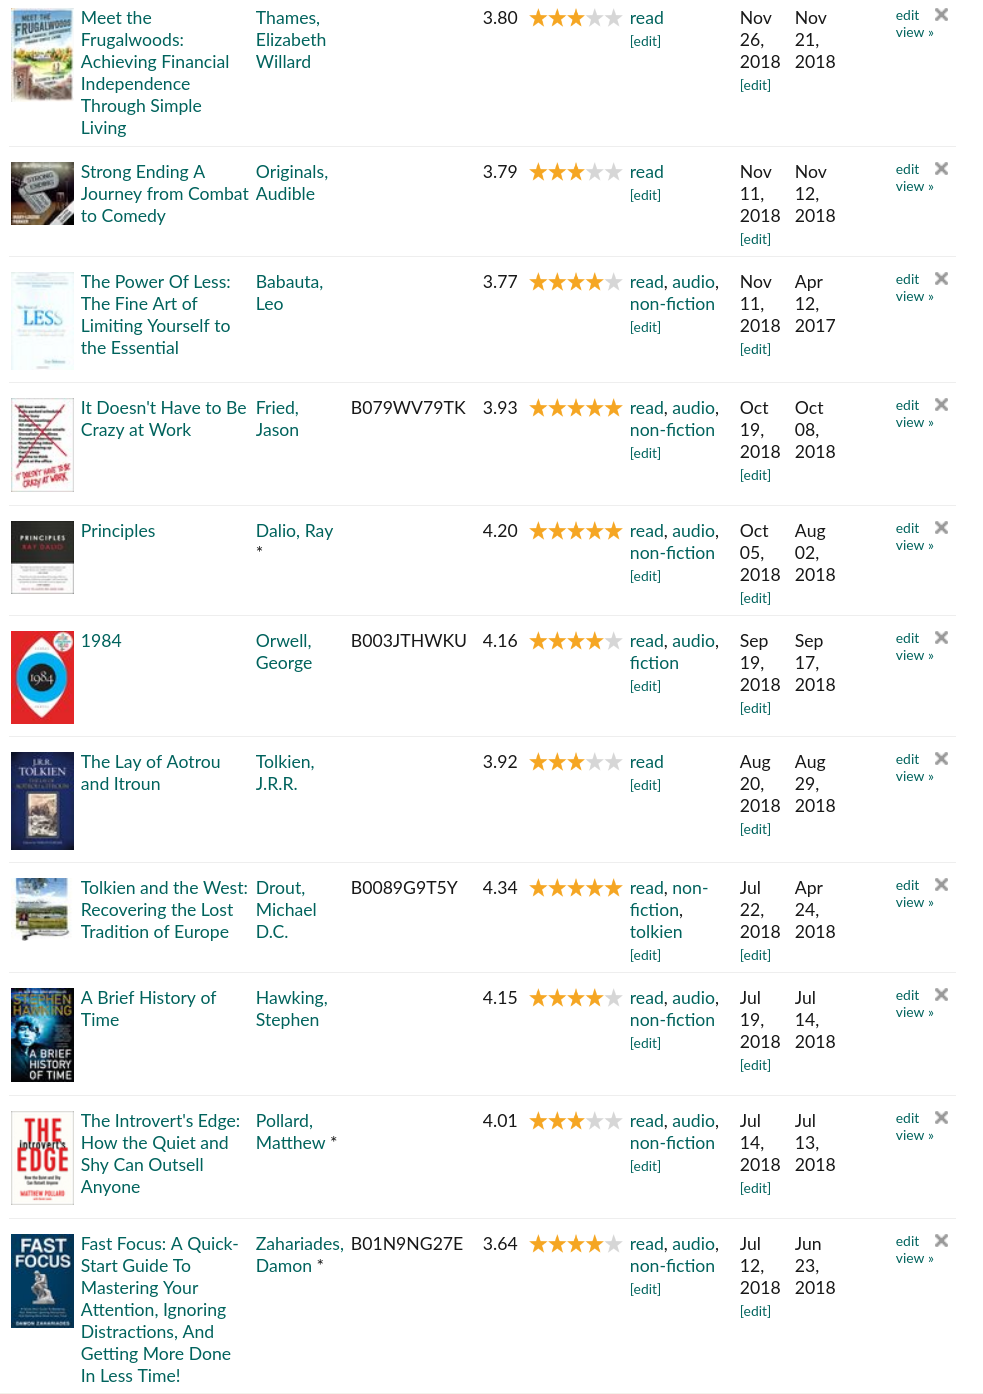 Meet the Frugalwoods: Achieving Financial Independence Through Simple Living
Thames, Elizabeth Willard
3.80
read
[edit]
Nov 26, 2018
[edit]
Nov 21, 2018
edit
view »
STRONG ENDING
Strong Ending A Journey from Combat to Comedy
Originals, Audible
3.79
read
[edit]
Nov 11, 2018
[edit]
Nov 12, 2018
edit
view »
LESS
The Power Of Less: The Fine Art of Limiting Yourself to the Essential
Babauta, Leo
3.77
read, audio, non-fiction
[edit]
Nov 11, 2018
[edit]
Apr 12, 2017
edit
view »
IT DOESN'T HAVE TO BE CRAZY AT WORK
It Doesn't Have to Be Crazy at Work
Fried, Jason
B079WV79TK
3.93
read, audio, non-fiction
[edit]
Oct 19, 2018
[edit]
Oct 08, 2018
edit
view »
PRINCIPLES
RAY DALIO
Principles
Dalio, Ray *
4.20
read, audio, non-fiction
[edit]
Oct 05, 2018
[edit]
Aug 02, 2018
edit
view »
1984
1984
Orwell, George
B003JTHWKU
4.16
read, audio, fiction
[edit]
Sep 19, 2018
[edit]
Sep 17, 2018
edit
view »
J.R.R.
TOLKIEN
The Lay of Aotrou and Itroun
Tolkien, J.R.R.
3.92
read
[edit]
Aug 20, 2018
[edit]
Aug 29, 2018
edit
view »
Tolkien and the West: Recovering the Lost Tradition of Europe
Drout, Michael D.C.
B0089G9T5Y
4.34
read, non-fiction, tolkien
[edit]
Jul 22, 2018
[edit]
Apr 24, 2018
edit
view »
STEPHEN
HAWKING
A BRIEF
HISTORY
OF TIME
A Brief History of Time
Hawking, Stephen
4.15
read, audio, non-fiction
[edit]
Jul 19, 2018
[edit]
Jul 14, 2018
edit
view »
THE
introvert's
EDGE
MATTHEW POLLARD
The Introvert's Edge: How the Quiet and Shy Can Outsell Anyone
Pollard, Matthew *
4.01
read, audio, non-fiction
[edit]
Jul 14, 2018
[edit]
Jul 13, 2018
edit
view »
FAST
FOCUS
DAMON ZAHARIADES
Fast Focus: A Quick-Start Guide To Mastering Your Attention, Ignoring Distractions, And Getting More Done In Less Time!
Zahariades, Damon *
B01N9NG27E
3.64
read, audio, non-fiction
[edit]
Jul 12, 2018
[edit]
Jun 23, 2018
edit
view »